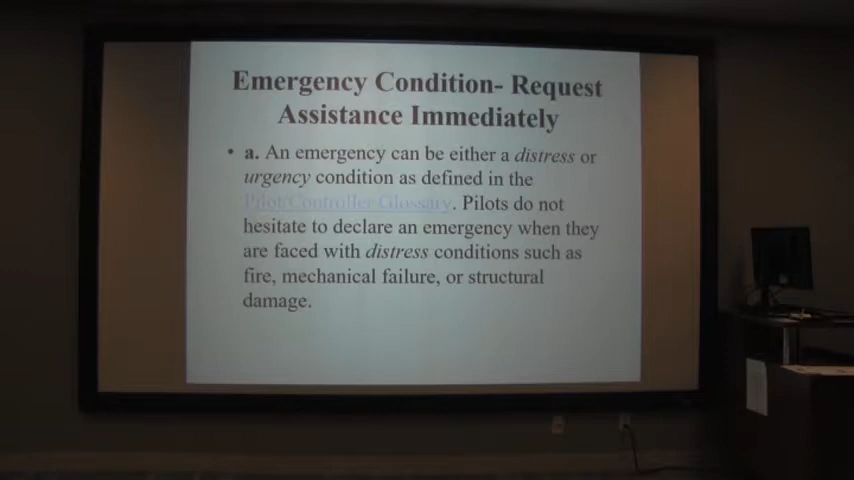 Emergency Condition- Request
Assistance Immediately
• a. An emergency can be either a distress or
urgency condition as defined in the
Pilot/Controller Glossary. Pilots do not
hesitate to declare an emergency when they
are faced with distress conditions such as
fire, mechanical failure, or structural
damage.